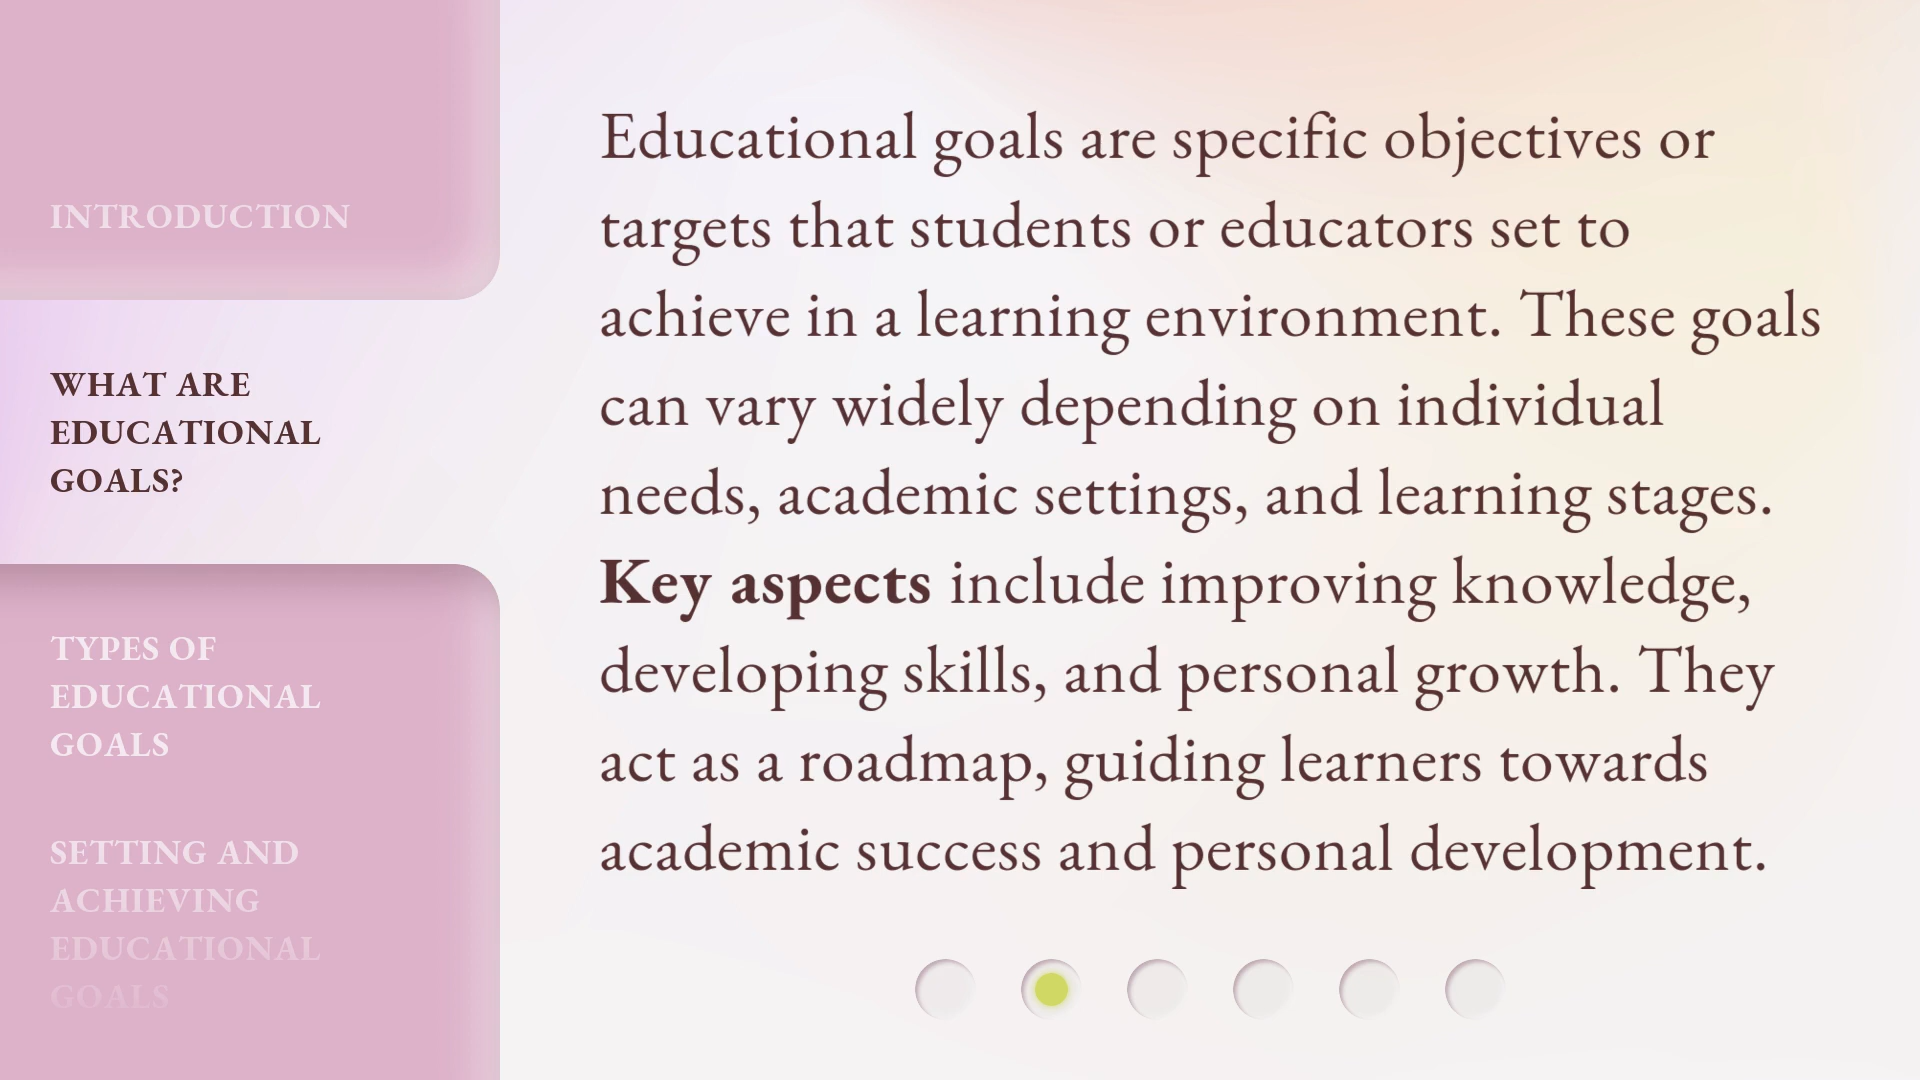 INTRODUCTION
WHAT ARE
EDUCATIONAL
GOALS?
TYPES OF
EDUCATIONAL
GOALS
SETTING AND
ACHIEVING
EDUCATIONAL
GOALS
Educational goals are specific objectives or
targets that students or educators set to
achieve in a learning environment. These goals
can vary widely depending on individual
needs, academic settings, and learning stages.
Key aspects include improving knowledge,
developing skills, and personal growth. They
act as a roadmap, guiding learners towards
academic success and personal development.